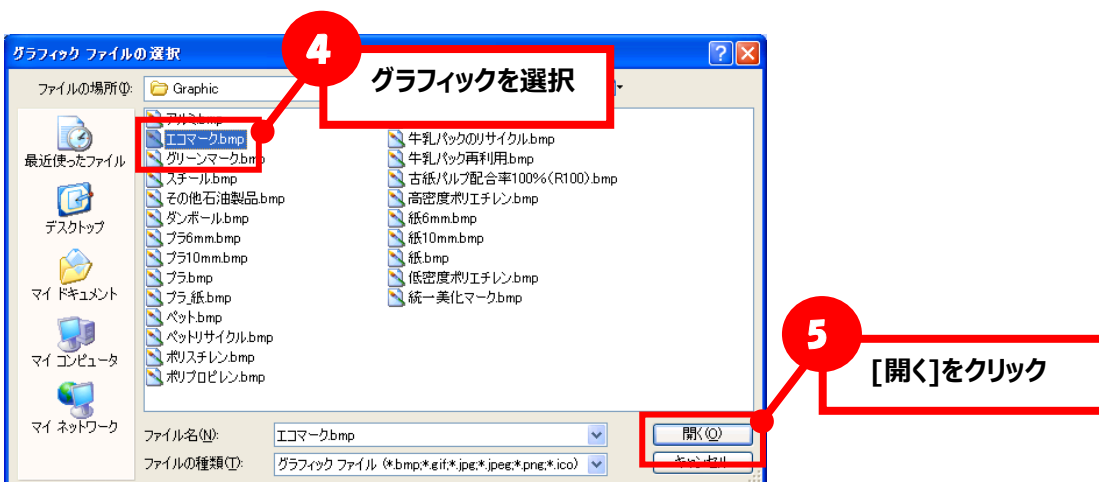 4
グラフィック ファイルの選択
グラフィックを選択
ファイルの場所(I):
Graphic
最近使ったファイル
デスクトップ
マイ ドキュメント
マイ コンピュータ
マイ ネットワーク
アルミ.bmp
エコマーク.bmp
グリーンマーク.bmp
スチール.bmp
その他石油製品.bmp
ダンボール.bmp
プラ6mm.bmp
プラ10mm.bmp
プラ.bmp
プラ_紙.bmp
ペット.bmp
ペットリサイクル.bmp
ポリスチレン.bmp
ポリプロピレン.bmp
牛乳パックのリサイクル.bmp
牛乳パック再利用.bmp
古紙パルプ配合率100%(R100).bmp
高密度ポリエチレン.bmp
紙6mm.bmp
紙10mm.bmp
紙.bmp
低密度ポリエチレン.bmp
統一美化マーク.bmp
5
[開く]をクリック
ファイル名(N):
エコマーク.bmp
開く(O)
ファイルの種類(T):
グラフィック ファイル (*.bmp;*.gif;*.jpg;*.jpeg;*.png;*.ico)
キャンセル